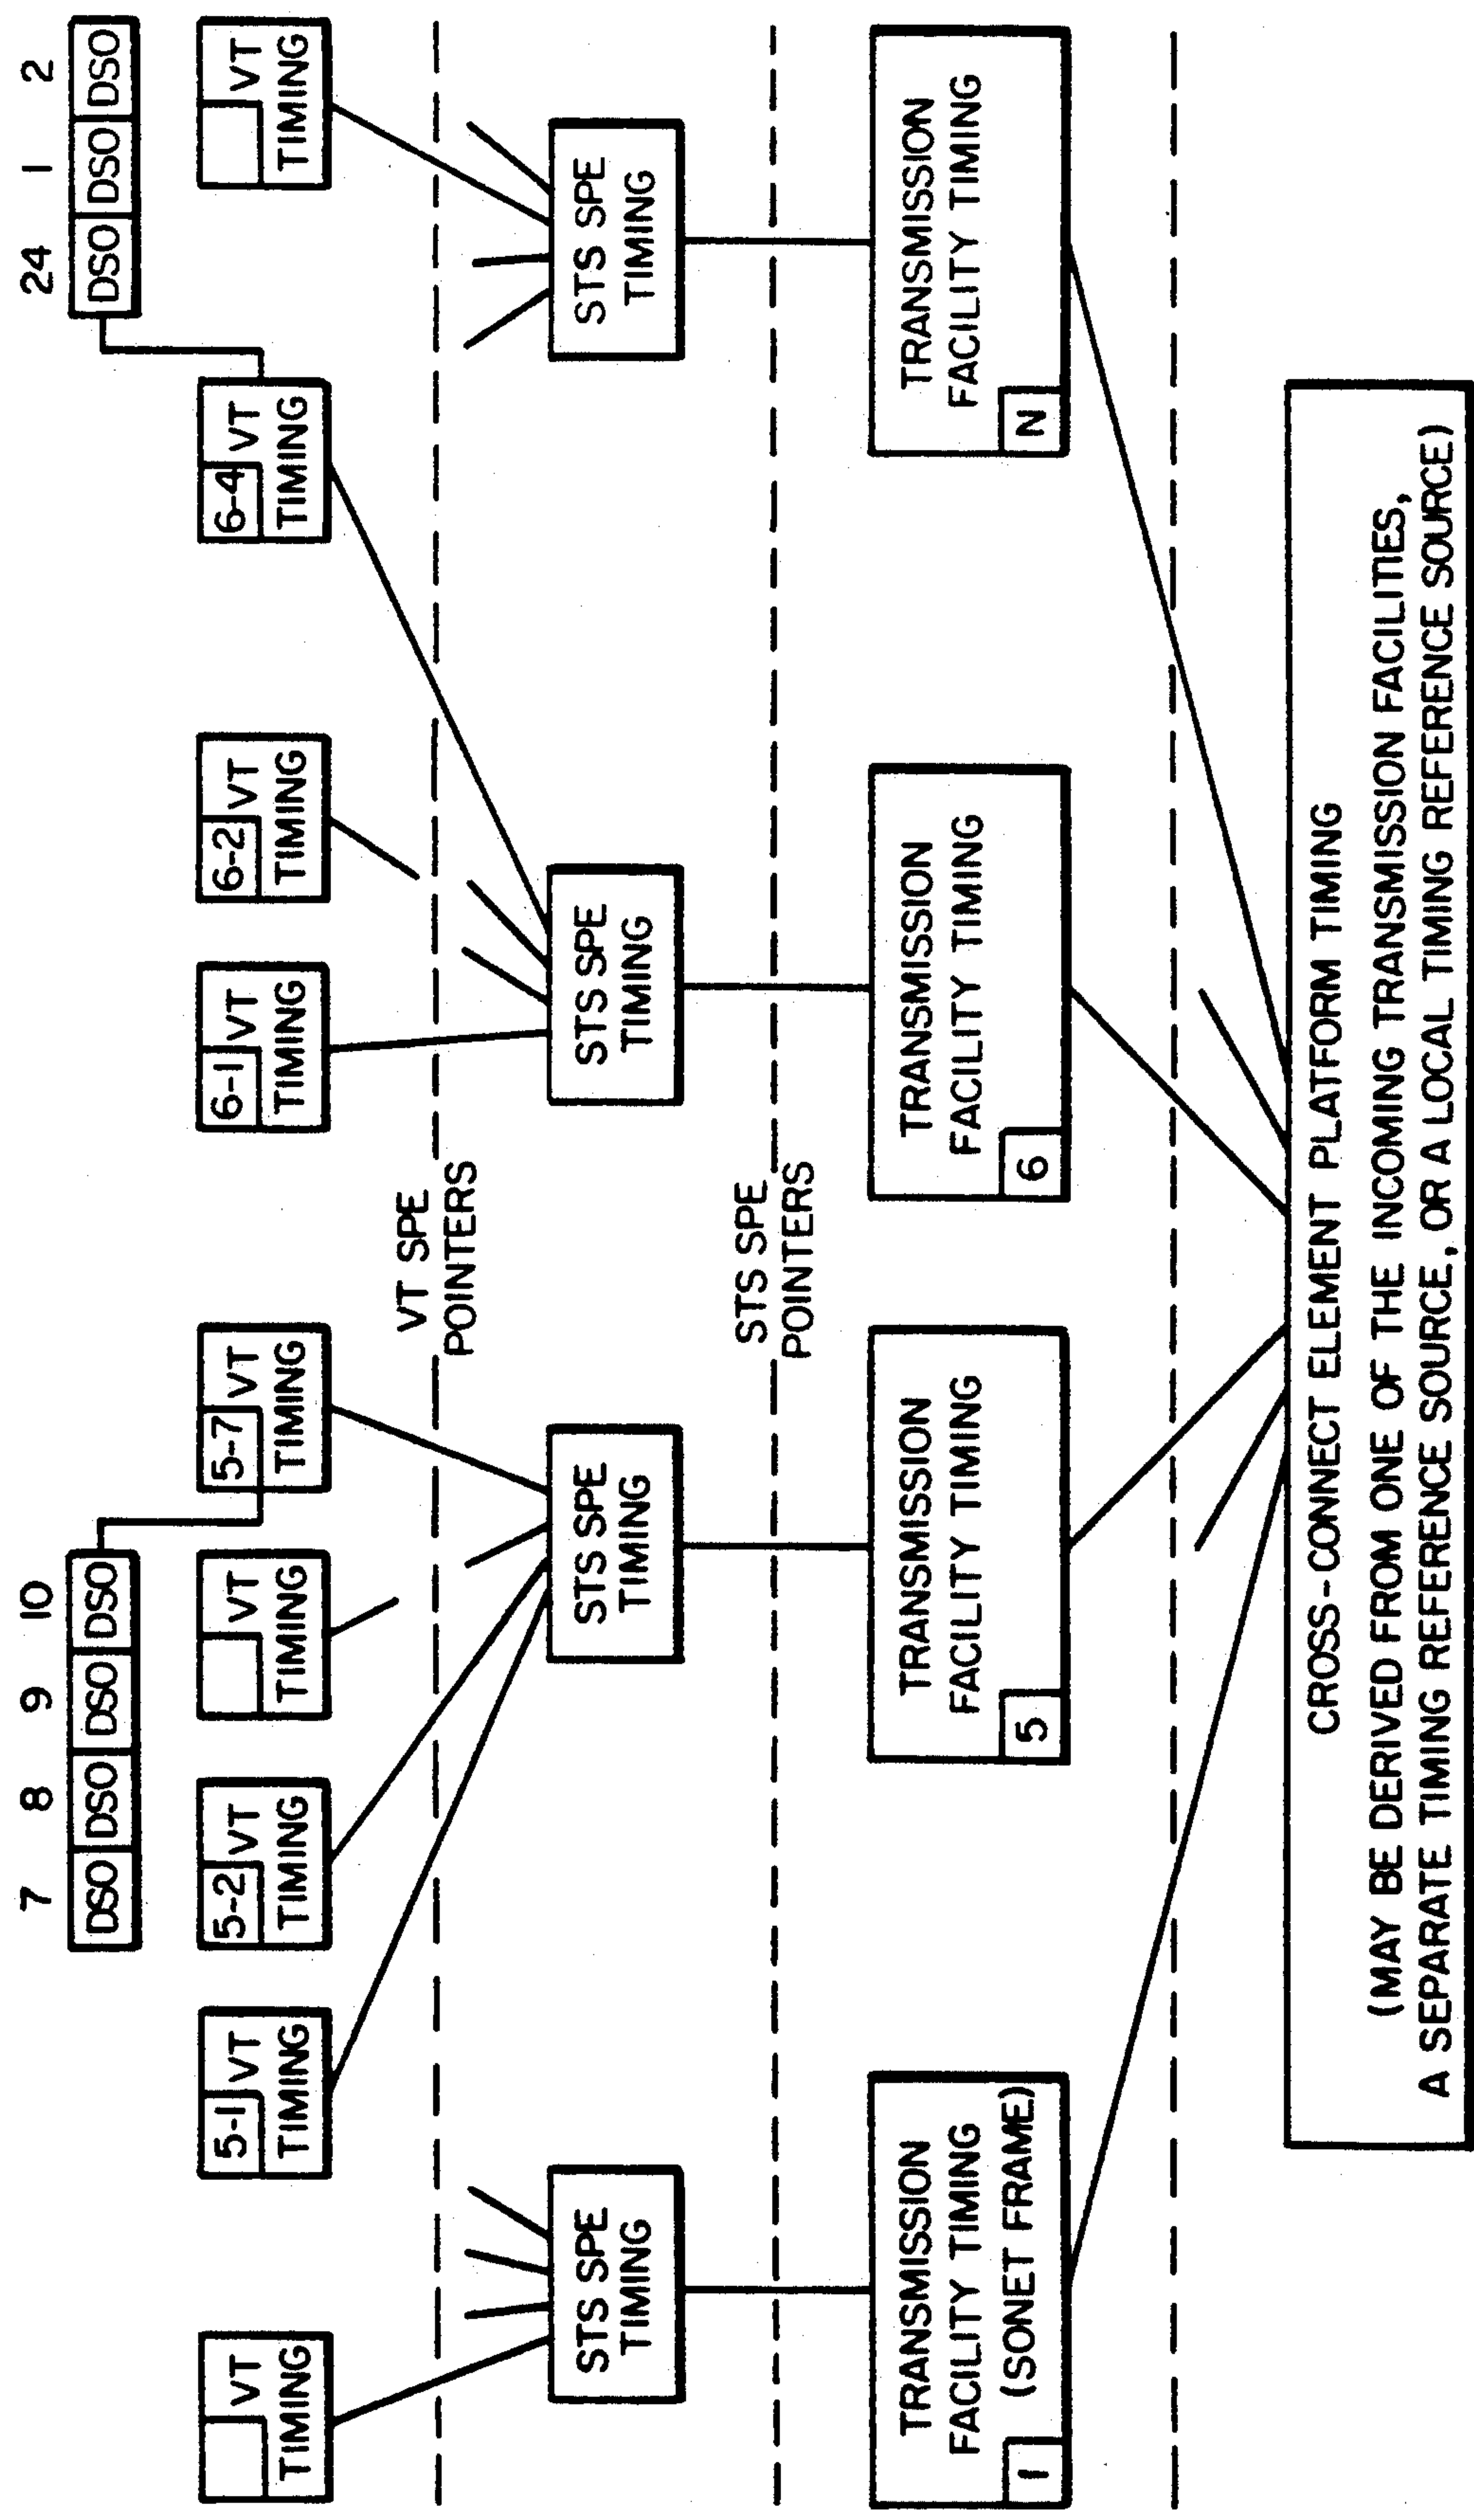 7 8 9 10
DSO DSO DSO DSO
24 1 2
DSO DSO DSO
VT
TIMING
5-1 VT
TIMING
5-2 VT
TIMING
VT
TIMING
5-7 VT
TIMING
6-1 VT
TIMING
6-2 VT
TIMING
6-4 VT
TIMING
VT
TIMING
VT SPE
POINTERS
STS SPE
TIMING
STS SPE
TIMING
STS SPE
TIMING
STS SPE
TIMING
STS SPE
POINTERS
TRANSMISSION
FACILITY TIMING
(SONET FRAME)
1
TRANSMISSION
FACILITY TIMING
5
TRANSMISSION
FACILITY TIMING
6
TRANSMISSION
FACILITY TIMING
N
CROSS-CONNECT ELEMENT PLATFORM TIMING
(MAY BE DERIVED FROM ONE OF THE INCOMING TRANSMISSION FACILITIES,
A SEPARATE TIMING REFERENCE SOURCE, OR A LOCAL TIMING REFERENCE SOURCE)